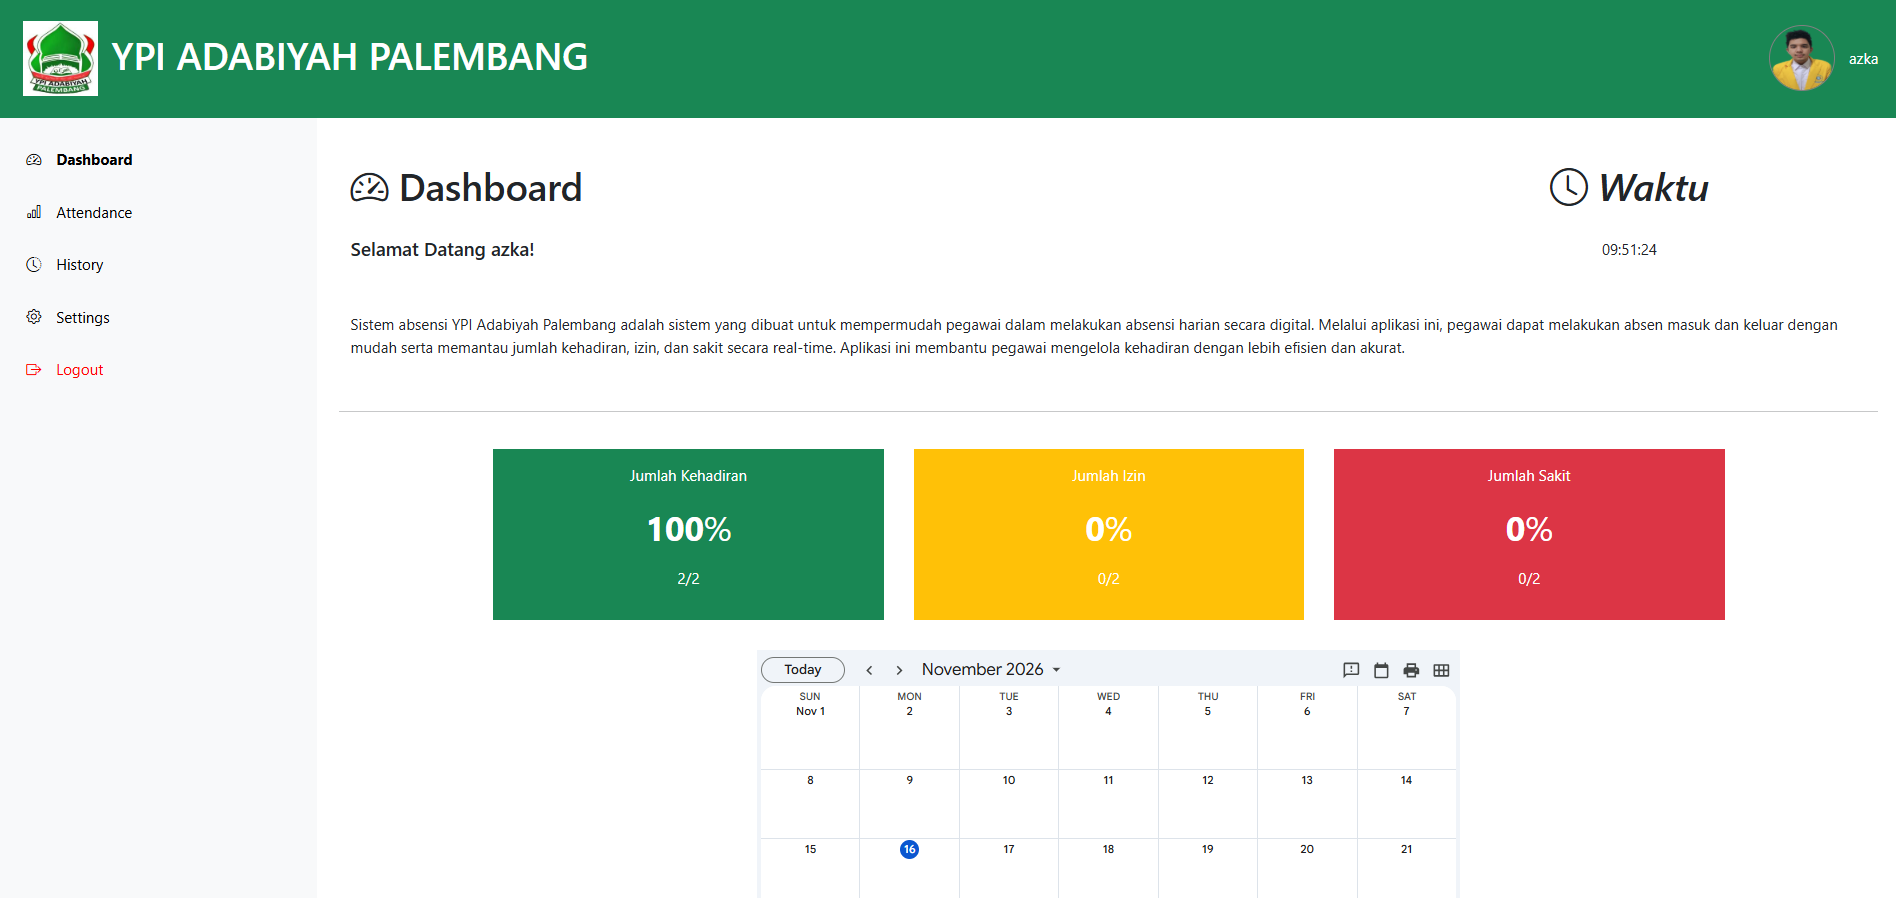 YPI ADABIYAH PALEMBANG
YPI ADABIYAH
PALEMBANG
azka
Dashboard
Attendance
History
Settings
Logout
Dashboard
Waktu
Selamat Datang azka!
09:51:24
Sistem absensi YPI Adabiyah Palembang adalah sistem yang dibuat untuk mempermudah pegawai dalam melakukan absensi harian secara digital. Melalui aplikasi ini, pegawai dapat melakukan absen masuk dan keluar dengan
mudah serta memantau jumlah kehadiran, izin, dan sakit secara real-time. Aplikasi ini membantu pegawai mengelola kehadiran dengan lebih efisien dan akurat.
Jumlah Kehadiran
100%
2/2
Jumlah Izin
0%
0/2
Jumlah Sakit
0%
0/2
Today
November 2026
SUN MON TUE WED THU FRI SAT
Nov 1 2 3 4 5 6 7
8 9 10 11 12 13 14
15 16 17 18 19 20 21